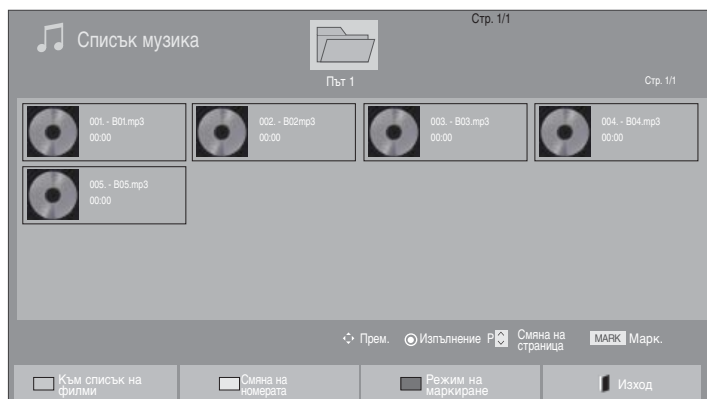 Стр. 1/1
Списък музика
Път 1
Стр. 1/1
001. - B01.mp3
00:00
002. - B02mp3
00:00
003. - B03.mp3
00:00
004. - B04.mp3
00:00
005. - B05.mp3
00:00
Прем. Изпълнение P Смяна на страница MARK Марк.
Към списък на
филми
Смяна на
номерата
Режим на
маркиране
Изход